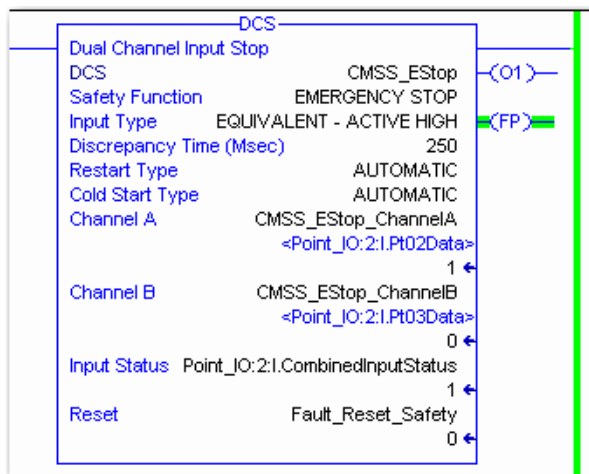 DCS
Dual Channel Input Stop
DCS CMSS_EStop (O1)
Safety Function EMERGENCY STOP
Input Type EQUIVALENT - ACTIVE HIGH (FP)
Discrepancy Time (Msec) 250
Restart Type AUTOMATIC
Cold Start Type AUTOMATIC
Channel A CMSS_EStop_ChannelA
<Point_IO:2:I.Pt02Data>
1
Channel B CMSS_EStop_ChannelB
<Point_IO:2:I.Pt03Data>
0
Input Status Point_IO:2:I.CombinedInputStatus
1
Reset Fault_Reset_Safety
0